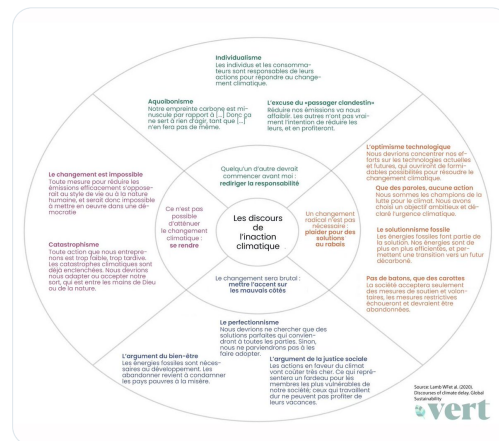 Individualisme
Les individus et les consomma-
teurs sont responsables de leurs
actions pour répondre au chang-
ement climatique.
Aquoibonisme
Notre empreinte carbone est mi-
nuscule par rapport à [...] Donc ça
ne sert à rien d'agir, tant que [...]
n'en fera pas de même.
L'excuse du «passager clandestin»
Réduire nos émissions va nous
affaiblir. Les autres n'ont pas vrai-
ment l'intention de réduire les
leurs, et en profiteront.
Quelqu'un d'autre devrait
commencer avant moi :
rediriger la responsabilité
Le changement est impossible
Toute mesure pour réduire les
émissions efficacement s'oppose-
rait au style de vie ou à la nature
humaine, et serait donc impossible
à mettre en oeuvre dans une dé-
mocratie
Catastrophisme
Toute action que nous entrepre-
nons est trop faible, trop tardive.
Les catastrophes climatiques sont
déjà enclenchées. Nous devrions
nous adapter ou accepter notre
sort, qui est entre les mains de Dieu
ou de la nature.
Ce n'est pas
possible
d'atténuer
le changement
climatique :
se rendre
Les discours
de
l'inaction
climatique
Un changement
radical n'est pas
nécessaire :
plaider pour des
solutions
au rabais
L'optimisme technologique
Nous devrions concentrer nos ef-
forts sur les technologies actuelles
et futures, qui ouvriront de formi-
dables possibilités pour résoudre le
changement climatique.
Que des paroles, aucune action
Nous sommes les champions de la
lutte pour le climat. Nous avons
choisi un objectif ambitieux et dé-
claré l'urgence climatique.
Le solutionnisme fossile
Les énergies fossiles font partie de
la solution. Nos énergies sont de
plus en plus efficientes, et per-
mettent une transition vers un futur
décarboné.
Pas de batons, que des carottes
La société acceptera seulement
des mesures de soutien et volon-
taires, les mesures restrictives
échoueront et devraient être
abandonnées.
Le changement sera brutal :
mettre l'accent sur
les mauvais côtés
Le perfectionnisme
Nous devrions ne chercher que des
solutions parfaites qui convien-
dront à toutes les parties. Sinon,
nous ne parviendrons pas à les
faire adopter.
L'argument du bien-être
Les énergies fossiles sont néces-
saires au développement. Les
abandonner revient à condamner
les pays pauvres à la misère.
L'argument de la justice sociale
Les actions en faveur du climat
vont coûter très cher. Ce qui repré-
sentera un fardeau pour les
membres les plus vulnérables de
notre société; ceux qui travaillent
dur ne peuvent pas profiter de
leurs vacances.
Source: Lamb WFet al. (2020).
Discourses of climate delay, Global
Sustainability
vert